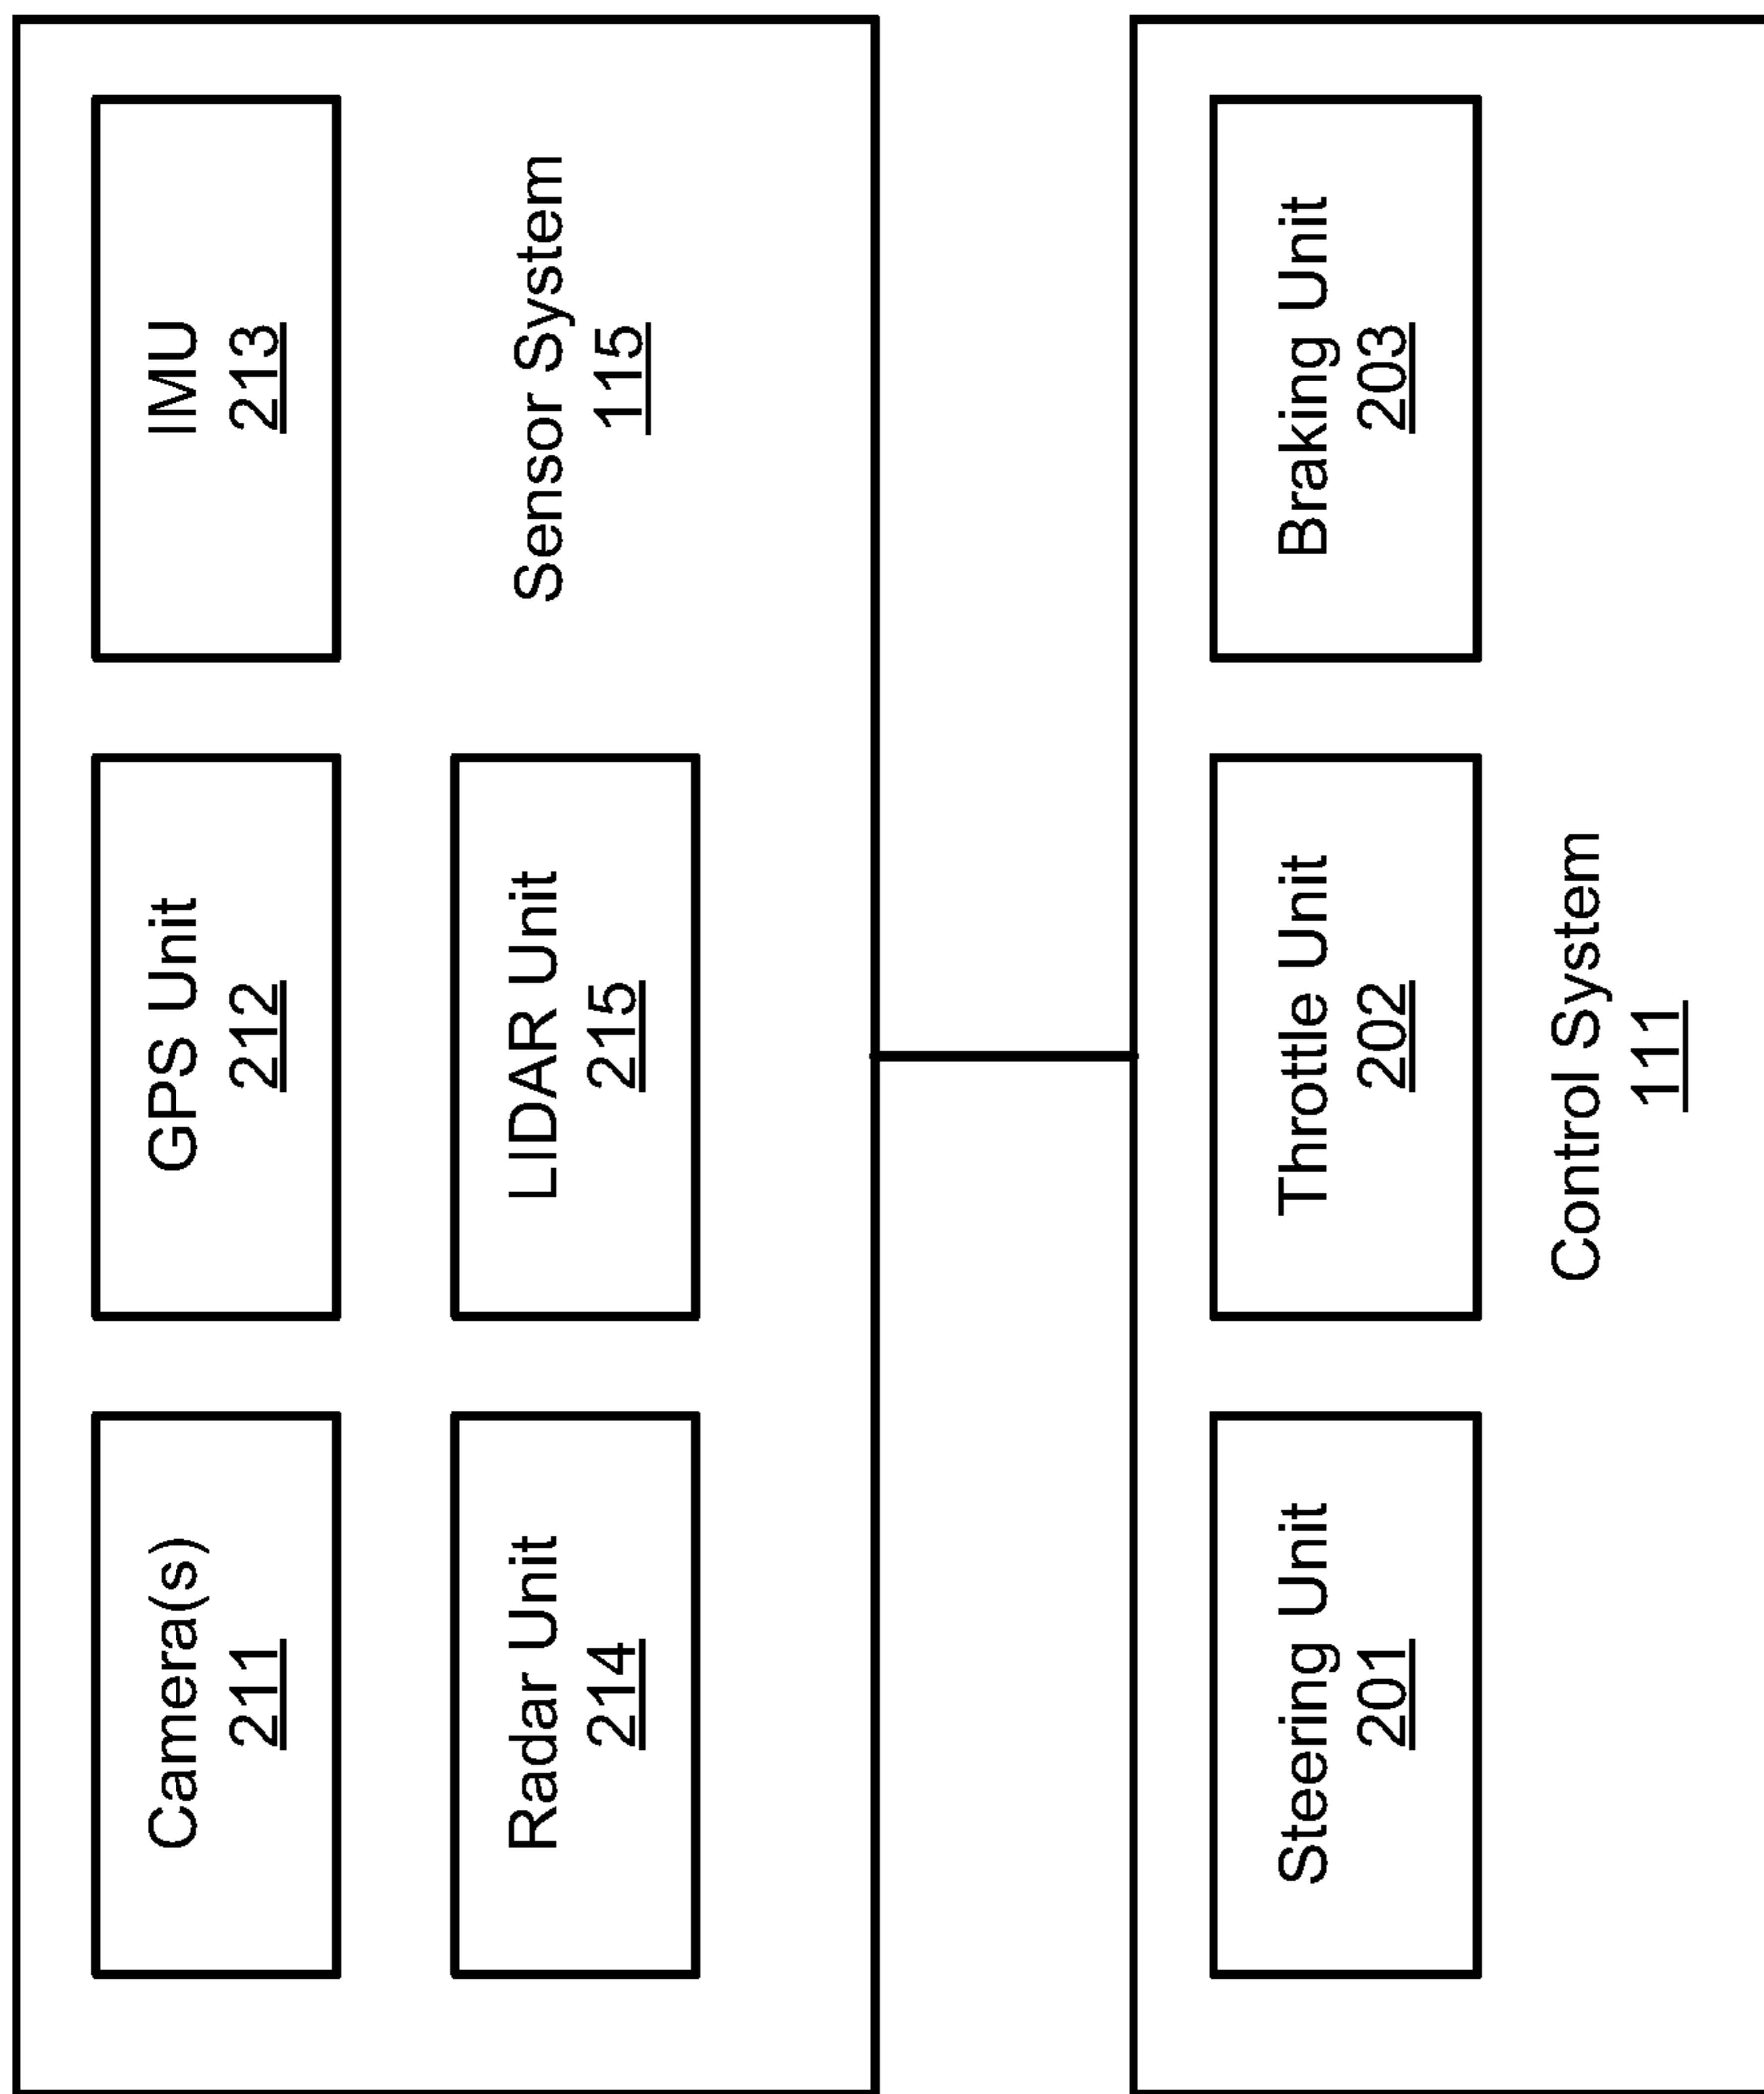 Camera(s)
211
GPS Unit
212
IMU
213
Radar Unit
214
LIDAR Unit
215
Sensor System
115
Steering Unit
201
Throttle Unit
202
Braking Unit
203
Control System
111